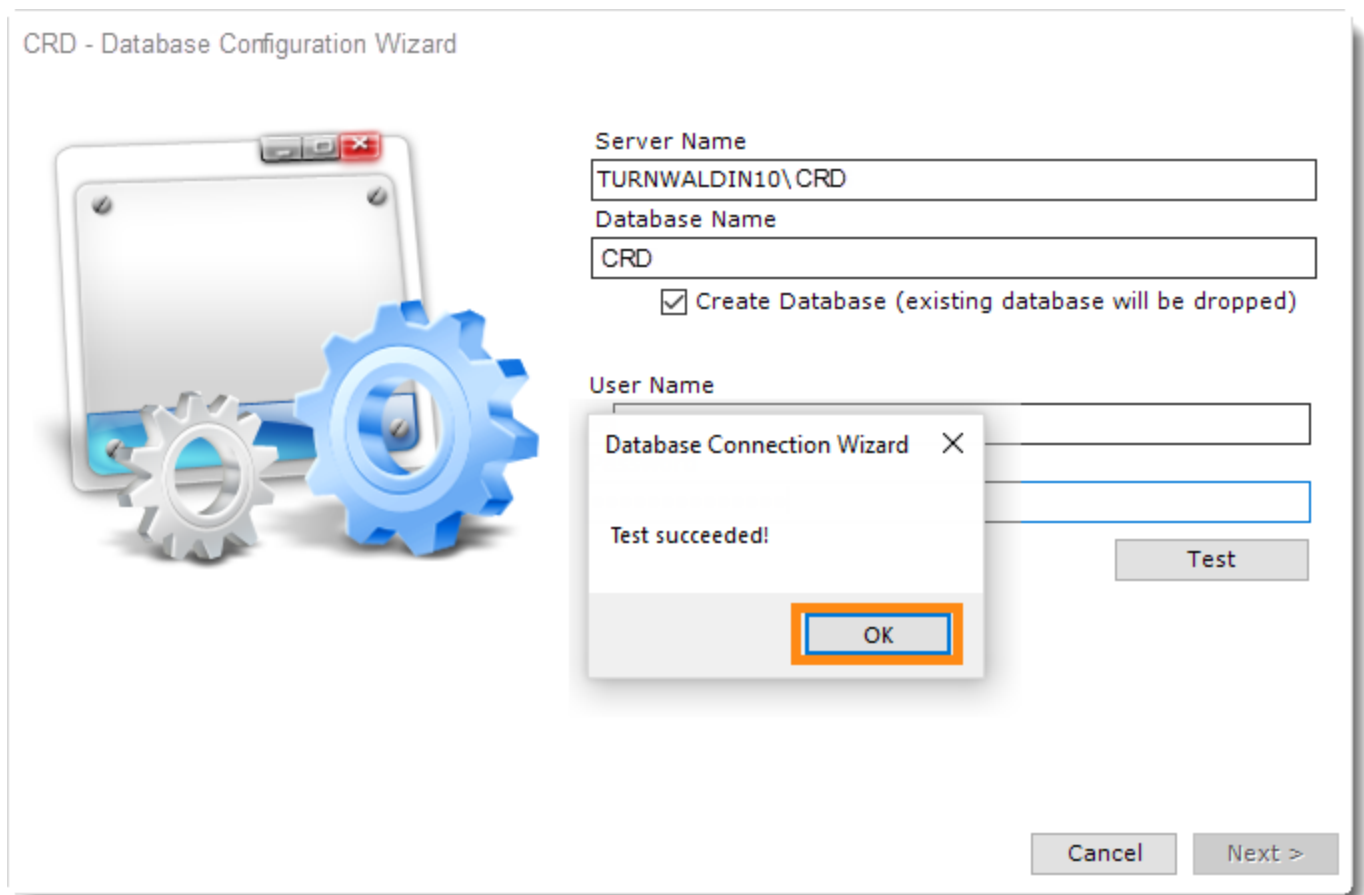 CRD - Database Configuration Wizard
Server Name
TURNWALDIN10\CRD
Database Name
CRD
Create Database (existing database will be dropped)
User Name
Database Connection Wizard
Test succeeded!
OK
Test
Cancel
Next >